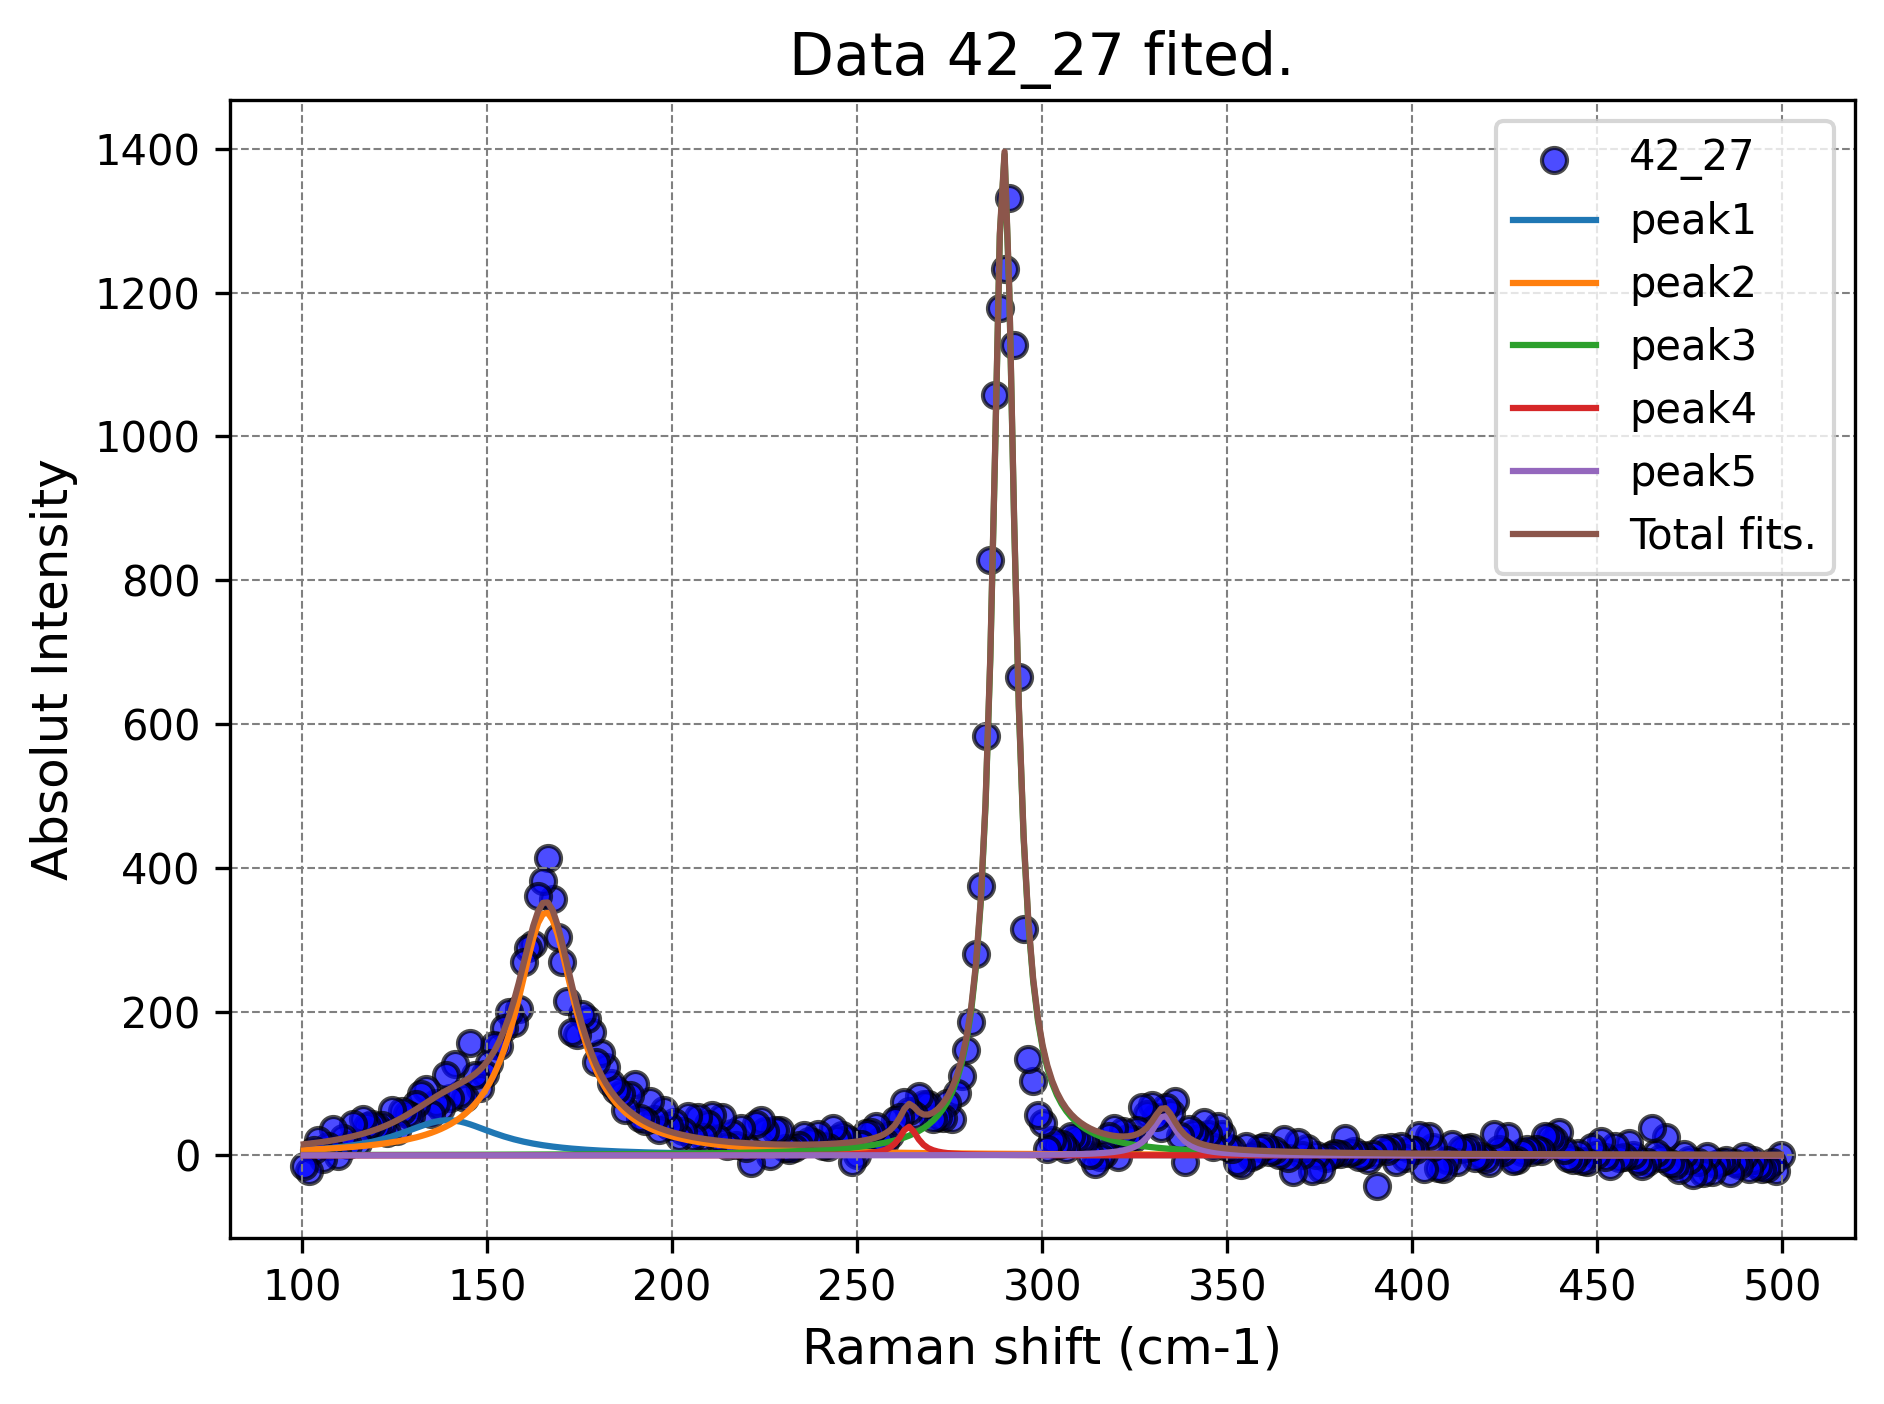 Data 42_27 fited.
Absolut Intensity
1400
1200
1000
800
600
400
200
0
42_27
peak1
peak2
peak3
peak4
peak5
Total fits.
100 150 200 250 300 350 400 450 500
Raman shift (cm-1)